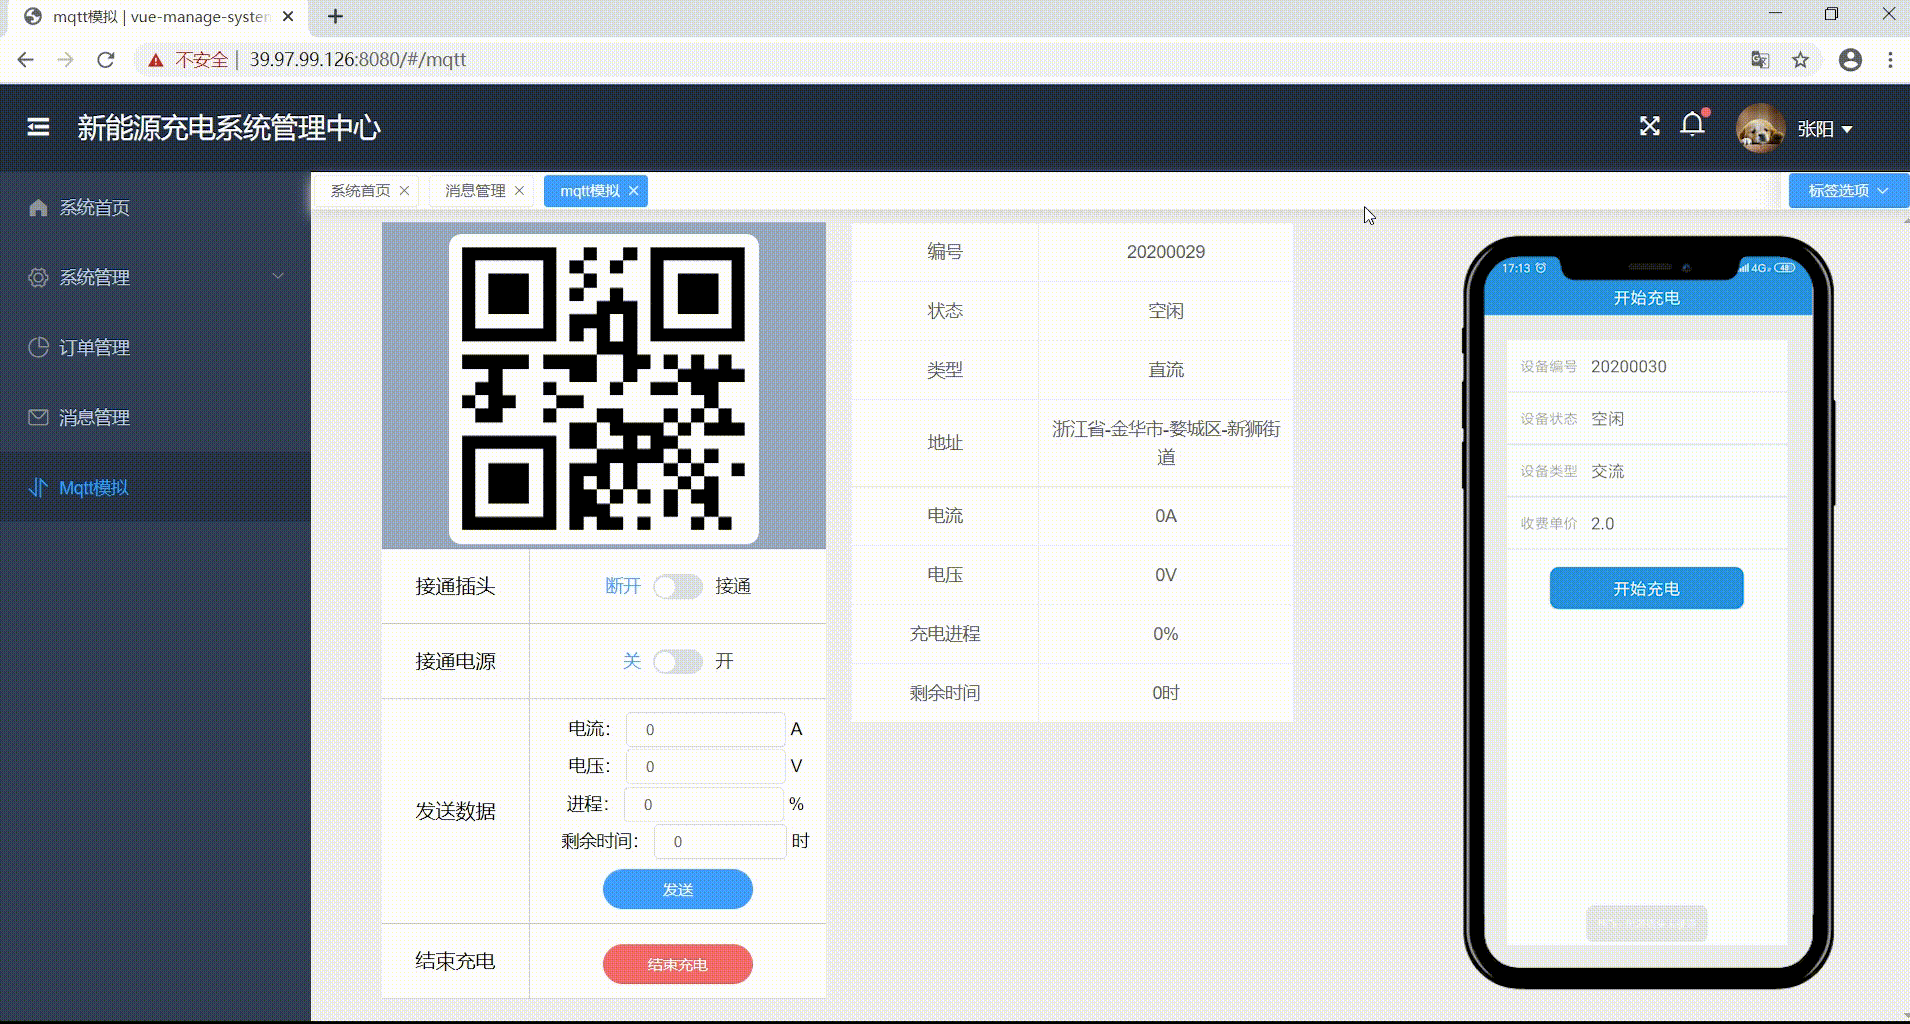 mqtt模拟 | vue-manage-system
不安全 | 39.97.99.126:8080/#/mqtt
新能源充电系统管理中心
张阳
系统首页
系统管理
订单管理
消息管理
Mqtt模拟
系统首页
消息管理
mqtt模拟
标签选项
接通插头
断开
接通
接通电源
关
开
发送数据
电流: 0 A
电压: 0 V
进程: 0 %
剩余时间: 0 时
发送
结束充电
结束充电
编号 20200029
状态 空闲
类型 直流
地址 浙江省-金华市-婺城区-新狮街
道
电流 0A
电压 0V
充电进程 0%
剩余时间 0时
17:13
4G
48
开始充电
设备编号 20200030
设备状态 空闲
设备类型 交流
收费单价 2.0
开始充电